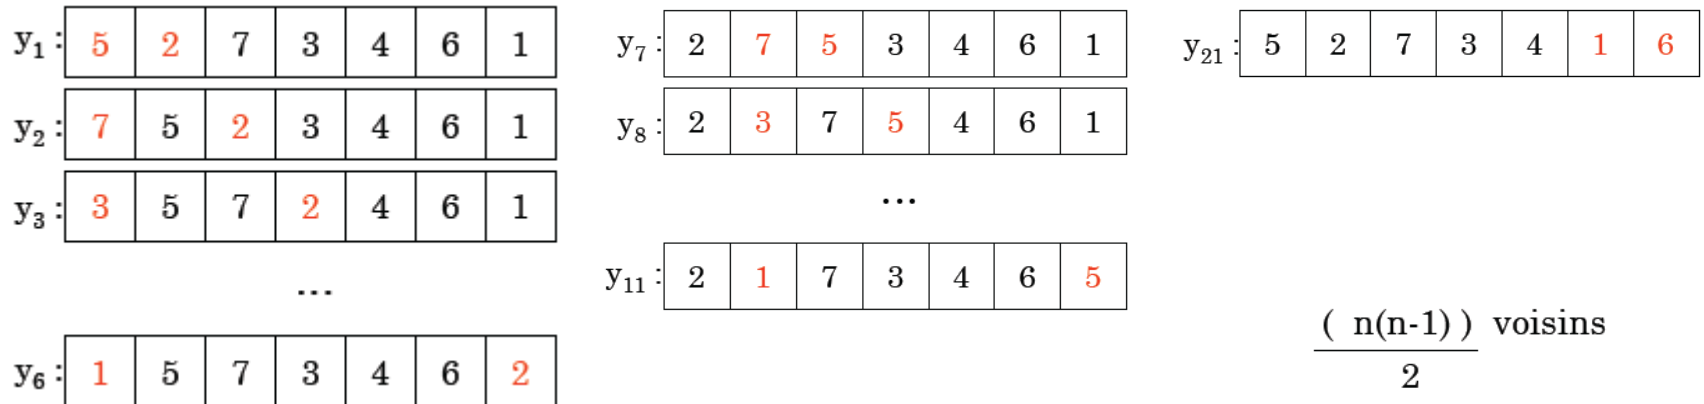 y1 : 5 2 7 3 4 6 1
y2 : 7 5 2 3 4 6 1
y3 : 3 5 7 2 4 6 1
...
y6 : 1 5 7 3 4 6 2
y7 : 2 7 5 3 4 6 1
y8 : 2 3 7 5 4 6 1
...
y11 : 2 1 7 3 4 6 5
y21 : 5 2 7 3 4 1 6
( n(n-1) ) voisins
2